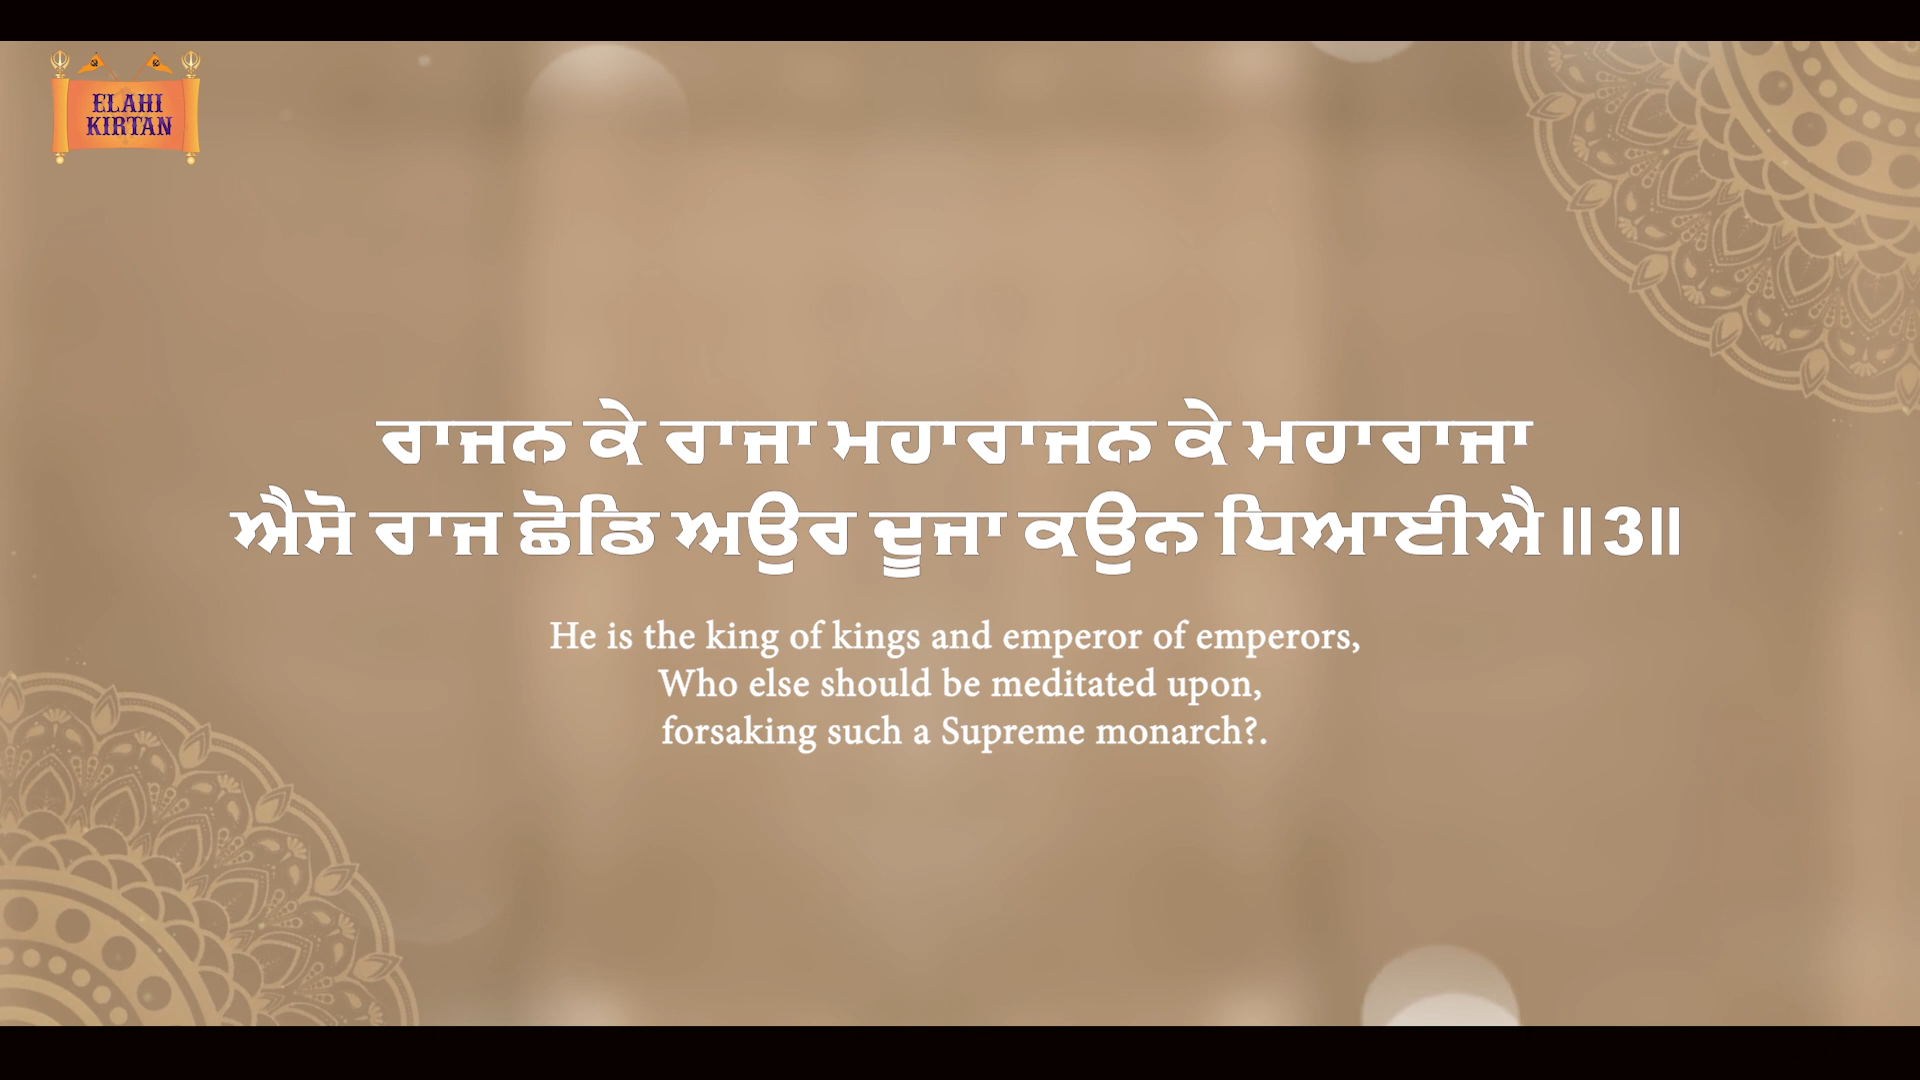 ELAHI
KIRTAN
ਰਾਜਨ ਕੇ ਰਾਜਾ ਮਹਾਰਾਜਨ ਕੇ ਮਹਾਰਾਜਾ
ਐਸੋ ਰਾਜ ਛੋਡਿ ਅਉਰ ਦੂਜਾ ਕਉਨ ਧਿਆਈਐ ॥3॥
He is the king of kings and emperor of emperors,
Who else should be meditated upon,
forsaking such a Supreme monarch?.